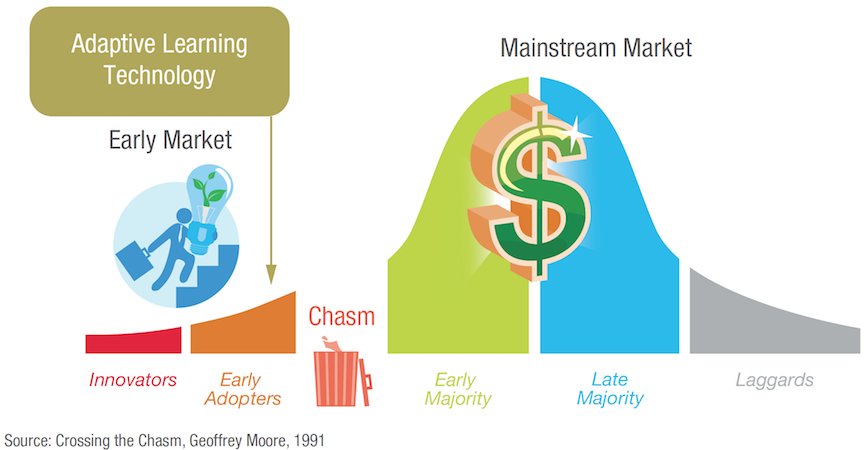 Adaptive Learning
Technology
Mainstream Market
Early Market
Chasm
Innovators
Early
Adopters
Early
Majority
Late
Majority
Laggards
Source: Crossing the Chasm, Geoffrey Moore, 1991